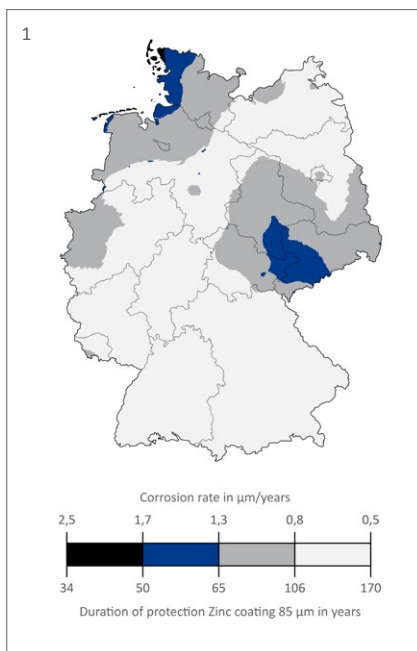 1
Corrosion rate in µm/years
2,5 1,7 1,3 0,8 0,5
34 50 65 106 170
Duration of protection Zinc coating 85 µm in years